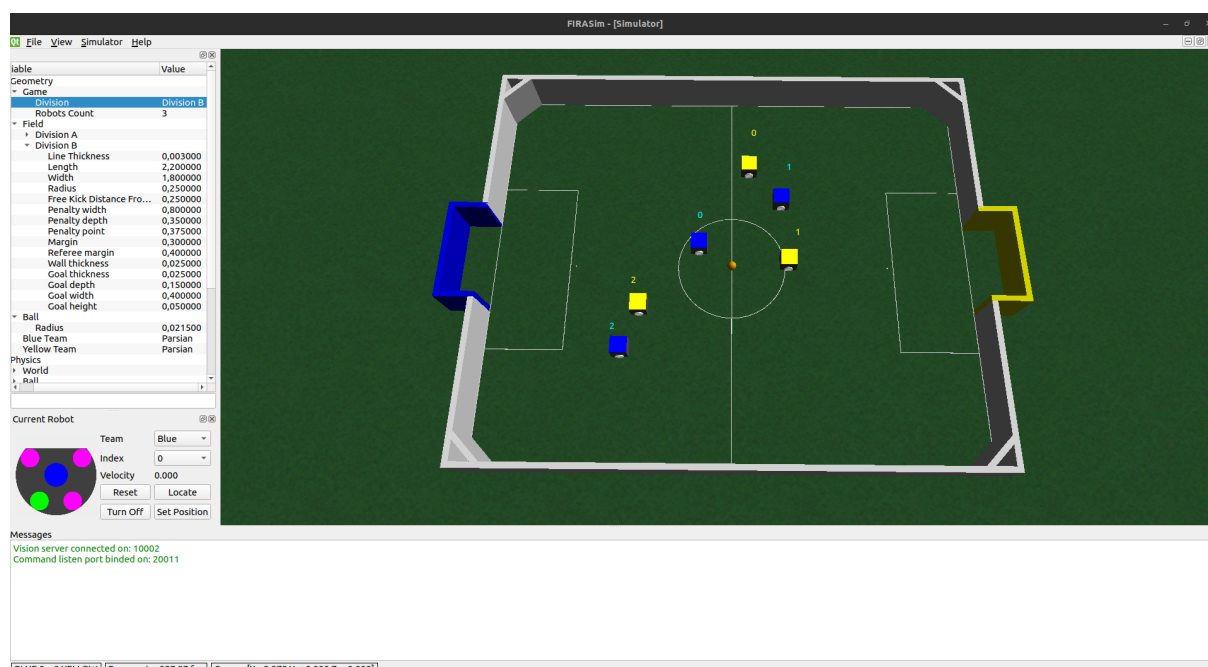 FIRASim - [Simulator]
File View Simulator Help
iable Value
Geometry
Game
Division Division B
Robots Count 3
Field
Division A
Division B
Line Thickness 0,003000
Length 2,200000
Width 1,800000
Radius 0,250000
Free Kick Distance Fro... 0,250000
Penalty width 0,800000
Penalty depth 0,350000
Penalty point 0,375000
Margin 0,300000
Referee margin 0,400000
Wall thickness 0,025000
Goal thickness 0,025000
Goal depth 0,150000
Goal width 0,400000
Goal height 0,050000
Ball
Radius 0,021500
Blue Team Parsian
Yellow Team Parsian
Physics
World
Ball
0
1
0
1
2
2
Current Robot
Team Blue
Index 0
Velocity 0.000
Reset Locate
Turn Off Set Position
Messages
Vision server connected on: 10002
Command listen port binded on: 20011